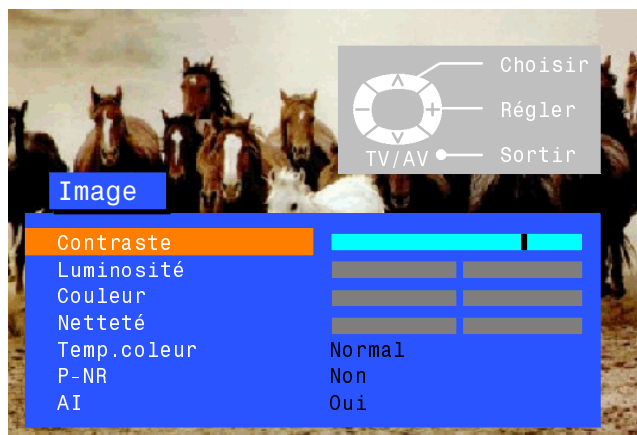 Choisir
Régler
TV/AV Sortir
Image
Contraste
Luminosité
Couleur
Netteté
Temp.coleur Normal
P-NR Non
AI Oui